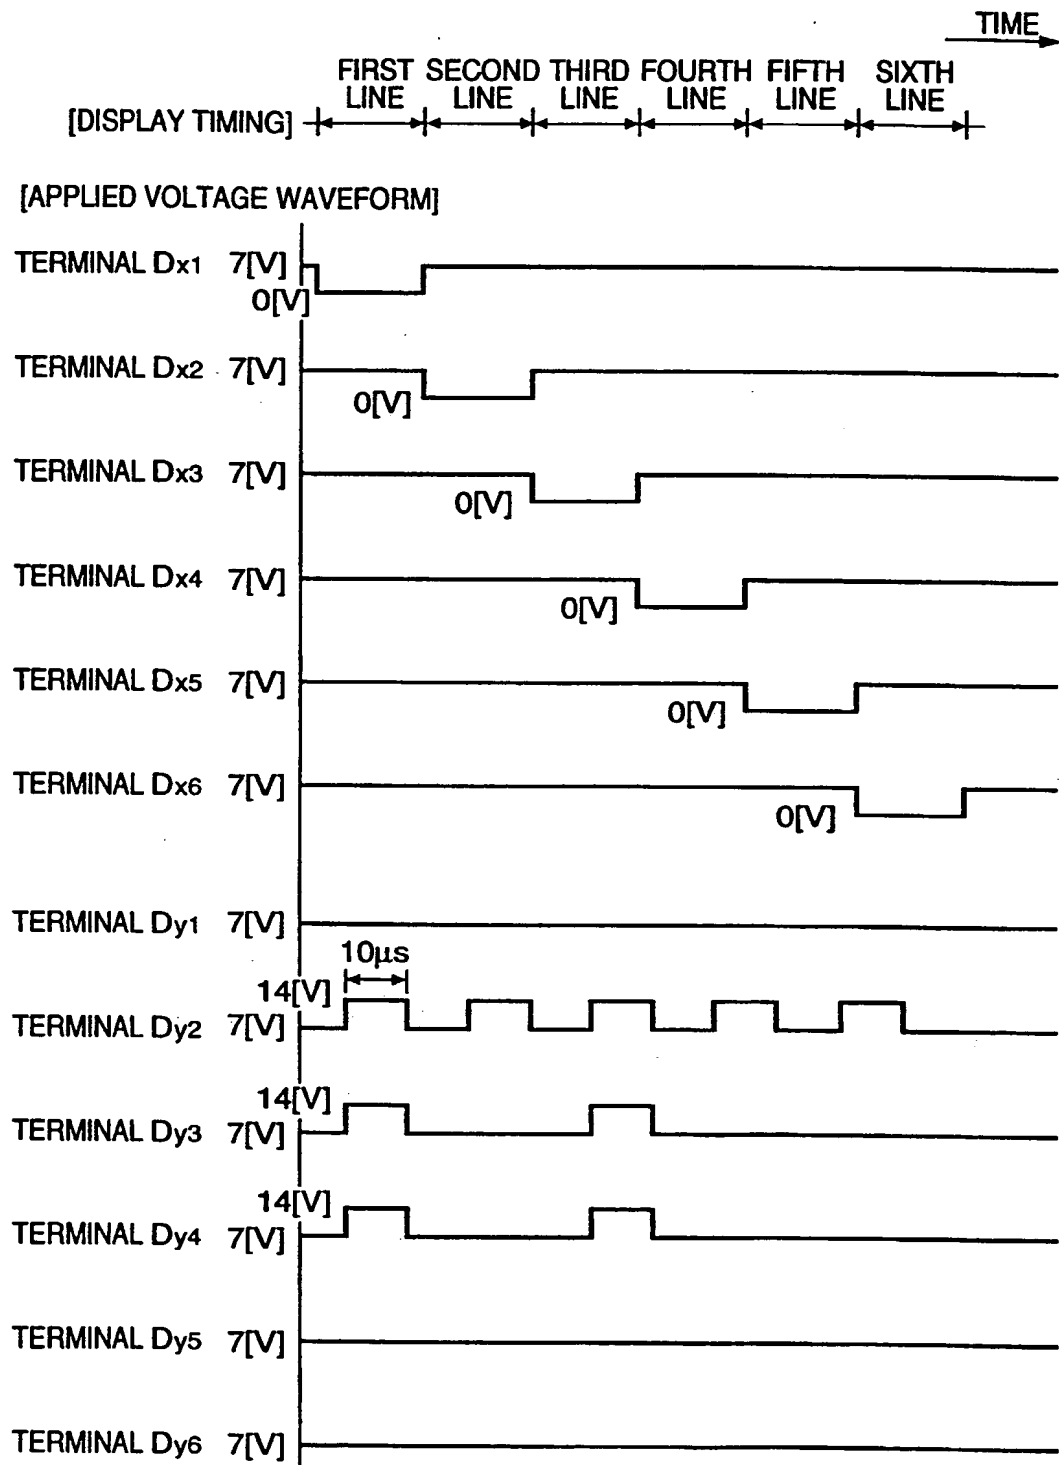 TIME
FIRST LINE
SECOND LINE
THIRD LINE
FOURTH LINE
FIFTH LINE
SIXTH LINE
[DISPLAY TIMING]
[APPLIED VOLTAGE WAVEFORM]
TERMINAL Dx1 7[V]
0[V]
TERMINAL Dx2 7[V]
0[V]
TERMINAL Dx3 7[V]
0[V]
TERMINAL Dx4 7[V]
0[V]
TERMINAL Dx5 7[V]
0[V]
TERMINAL Dx6 7[V]
0[V]
TERMINAL Dy1 7[V]
10µs
14[V]
TERMINAL Dy2 7[V]
14[V]
TERMINAL Dy3 7[V]
14[V]
TERMINAL Dy4 7[V]
TERMINAL Dy5 7[V]
TERMINAL Dy6 7[V]